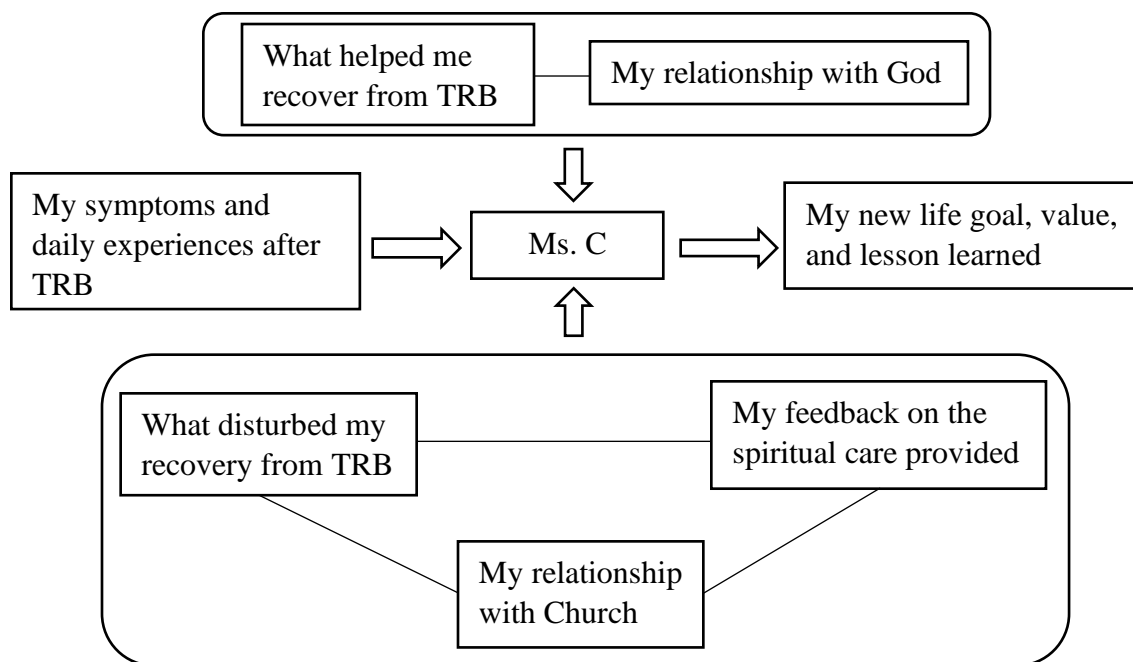 What helped me
recover from TRB
My relationship with God
My symptoms and
daily experiences after
TRB
Ms. C
My new life goal, value,
and lesson learned
What disturbed my
recovery from TRB
My feedback on the
spiritual care provided
My relationship
with Church